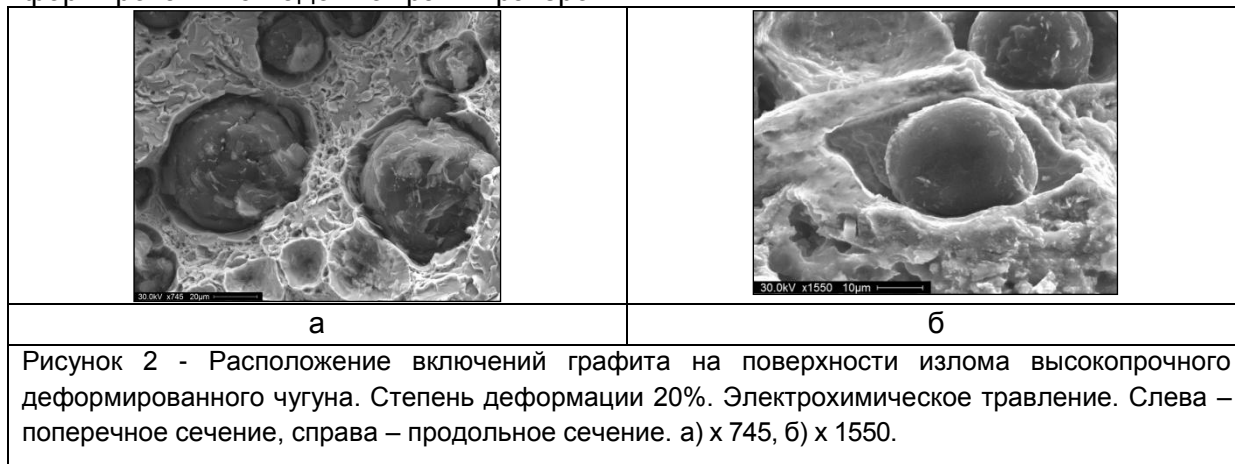 30.0kV x745 20µm
30.0kV x1550 10µm
а
б
Рисунок 2 - Расположение включений графита на поверхности излома высокопрочного
деформированного чугуна. Степень деформации 20%. Электрохимическое травление. Слева –
поперечное сечение, справа – продольное сечение. а) х 745, б) х 1550.